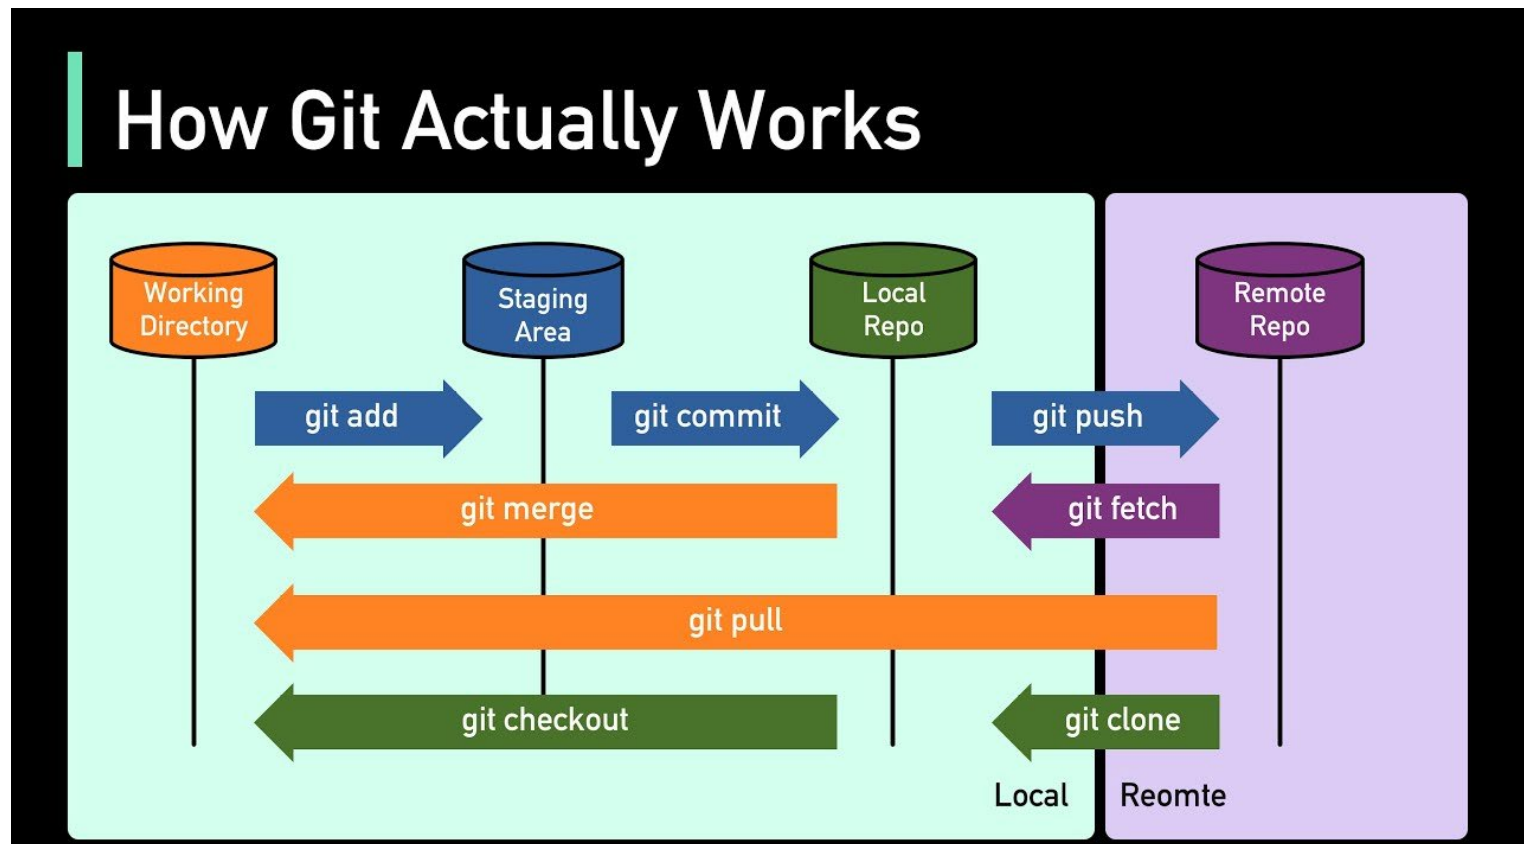 How Git Actually Works
Working
Directory
Staging
Area
Local
Repo
Remote
Repo
git add
git commit
git push
git merge
git fetch
git pull
git checkout
git clone
Local
Reomte